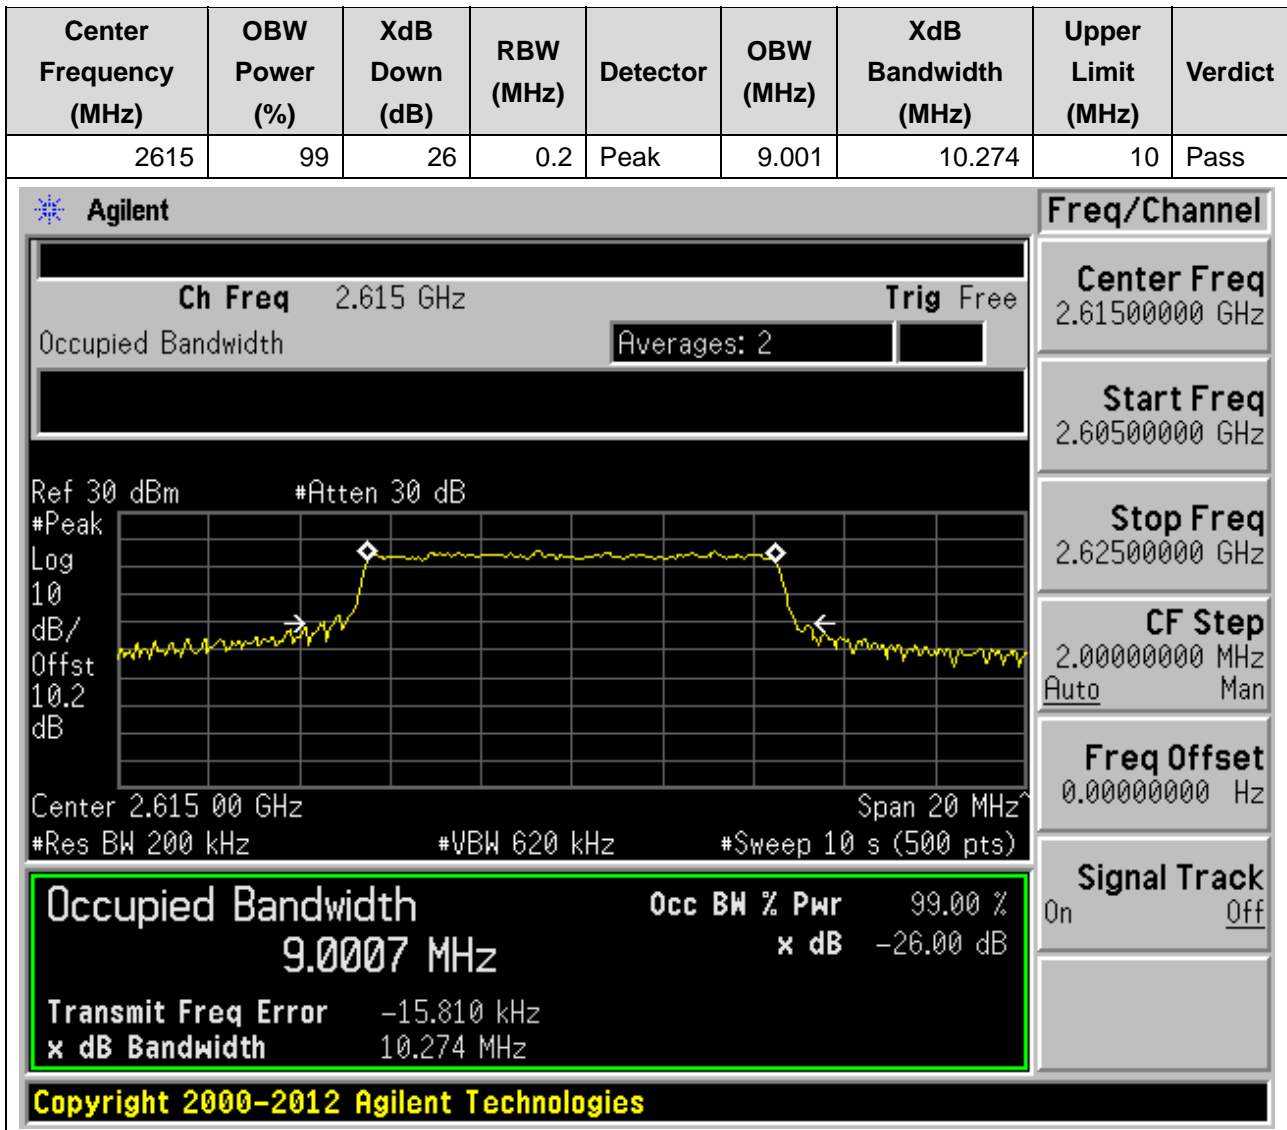 Center Frequency (MHz) OBW Power (%) XdB Down (dB) RBW (MHz) Detector OBW (MHz) XdB Bandwidth (MHz) Upper Limit (MHz) Verdict
2615 99 26 0.2 Peak 9.001 10.274 10 Pass
Agilent
Freq/Channel
Ch Freq 2.615 GHz Trig Free
Occupied Bandwidth Averages: 2
Center Freq
2.61500000 GHz
Start Freq
2.60500000 GHz
Stop Freq
2.62500000 GHz
CF Step
2.00000000 MHz
Auto Man
Freq Offset
0.00000000 Hz
Signal Track
On Off
Ref 30 dBm #Atten 30 dB
#Peak
Log
10
dB/
Offst
10.2
dB
Center 2.615 00 GHz Span 20 MHz^
#Res BW 200 kHz #VBW 620 kHz #Sweep 10 s (500 pts)
Occupied Bandwidth
9.0007 MHz
Occ BW % Pwr 99.00 %
x dB -26.00 dB
Transmit Freq Error -15.810 kHz
x dB Bandwidth 10.274 MHz
Copyright 2000-2012 Agilent Technologies